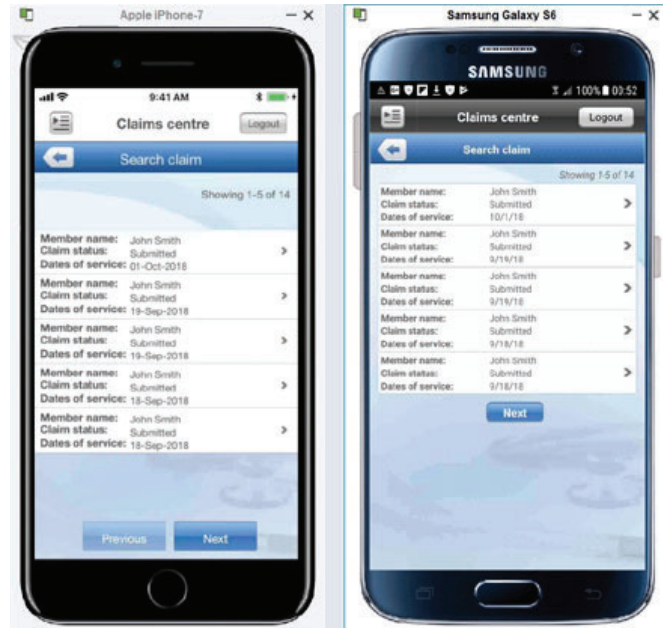 Apple iPhone-7
9:41 AM
Claims centre
Logout
Search claim
Showing 1-5 of 14
Member name: John Smith
Claim status: Submitted
Dates of service: 01-Oct-2018
Member name: John Smith
Claim status: Submitted
Dates of service: 19-Sep-2018
Member name: John Smith
Claim status: Submitted
Dates of service: 19-Sep-2018
Member name: John Smith
Claim status: Submitted
Dates of service: 18-Sep-2018
Member name: John Smith
Claim status: Submitted
Dates of service: 18-Sep-2018
Previous
Next
Samsung Galaxy S6
SAMSUNG
100% 03:52
Claims centre
Logout
Search claim
Showing 1-5 of 14
Member name: John Smith
Claim status: Submitted
Dates of service: 10/1/18
Member name: John Smith
Claim status: Submitted
Dates of service: 9/19/18
Member name: John Smith
Claim status: Submitted
Dates of service: 9/19/18
Member name: John Smith
Claim status: Submitted
Dates of service: 9/18/18
Member name: John Smith
Claim status: Submitted
Dates of service: 9/18/18
Next